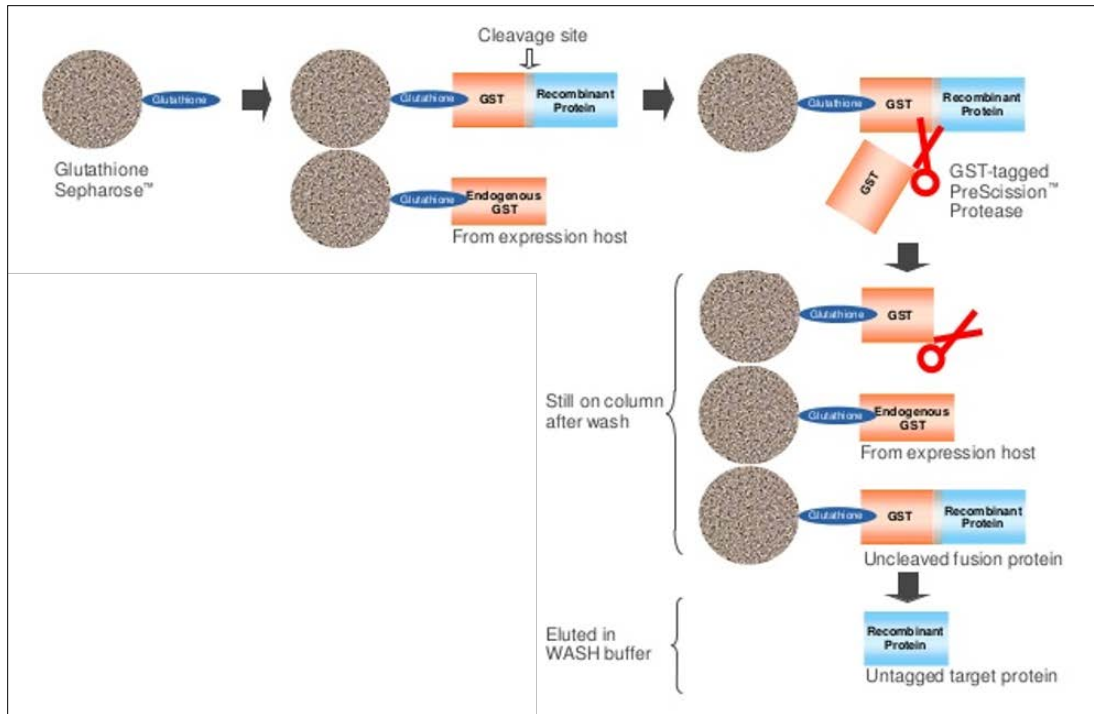 Cleavage site
Glutathione
Glutathione
GST
Recombinant
Protein
Glutathione
GST
Recombinant
Protein
Glutathione
Sepharose™
Glutathione
Endogenous
GST
From expression host
GST
GST-tagged
PreScission™
Protease
Glutathione
GST
Still on column
after wash
Glutathione
Endogenous
GST
From expression host
Glutathione
GST
Recombinant
Protein
Uncleaved fusion protein
Eluted in
WASH buffer
Recombinant
Protein
Untagged target protein